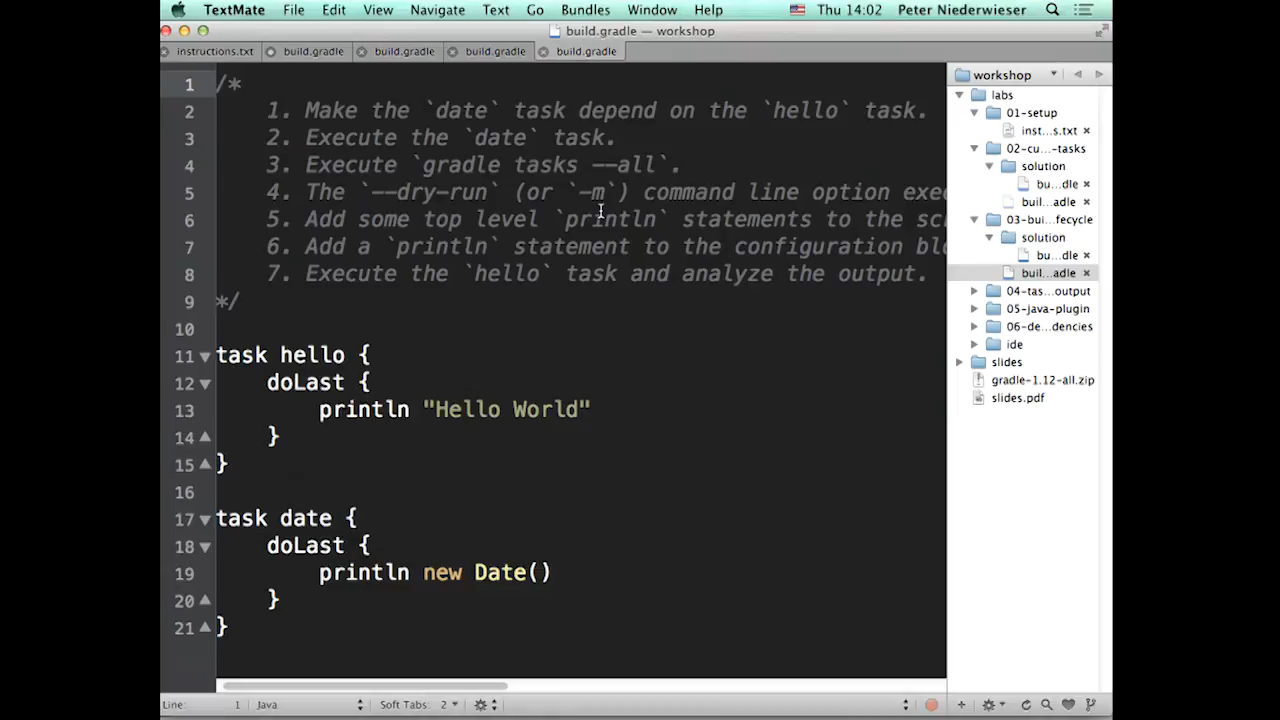 TextMate File Edit View Navigate Text Go Bundles Window Help Thu 14:02 Peter Niederwieser
build.gradle — workshop
instructions.txt build.gradle build.gradle build.gradle build.gradle
1 /*
2 1. Make the `date` task depend on the `hello` task.
3 2. Execute the `date` task.
4 3. Execute `gradle tasks --all`.
5 4. The `--dry-run` (or `-m`) command line option exe
6 5. Add some top level `println` statements to the sc
7 6. Add a `println` statement to the configuration blo
8 7. Execute the `hello` task and analyze the output.
9 */
10
11 task hello {
12 doLast {
13 println "Hello World"
14 }
15 }
16
17 task date {
18 doLast {
19 println new Date()
20 }
21 }
workshop
labs
01-setup
inst...s.txt
02-cu...-tasks
solution
bu...dle
buil...adle
03-bui...fecycle
solution
bu...dle
buil...adle
04-tas...output
05-java-plugin
06-de...dencies
ide
slides
gradle-1.12-all.zip
slides.pdf
Line: 1 Java Soft Tabs: 2